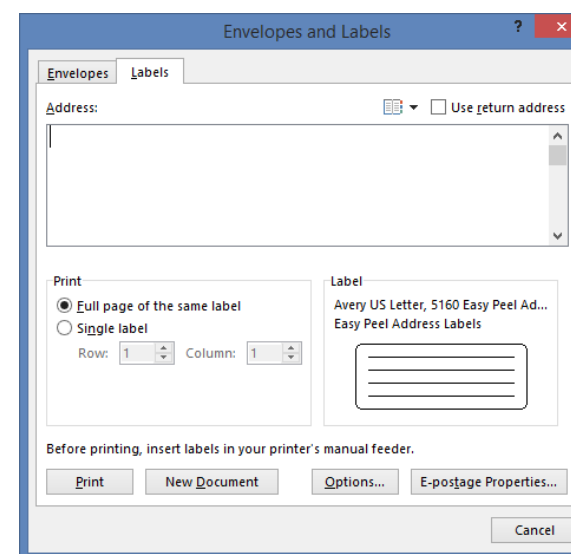 Envelopes and Labels ? ×
Envelopes Labels
Address: Use return address
Print
Full page of the same label
Single label
Row: 1 Column: 1
Label
Avery US Letter, 5160 Easy Peel Ad...
Easy Peel Address Labels
Before printing, insert labels in your printer's manual feeder.
Print New Document Options... E-postage Properties...
Cancel